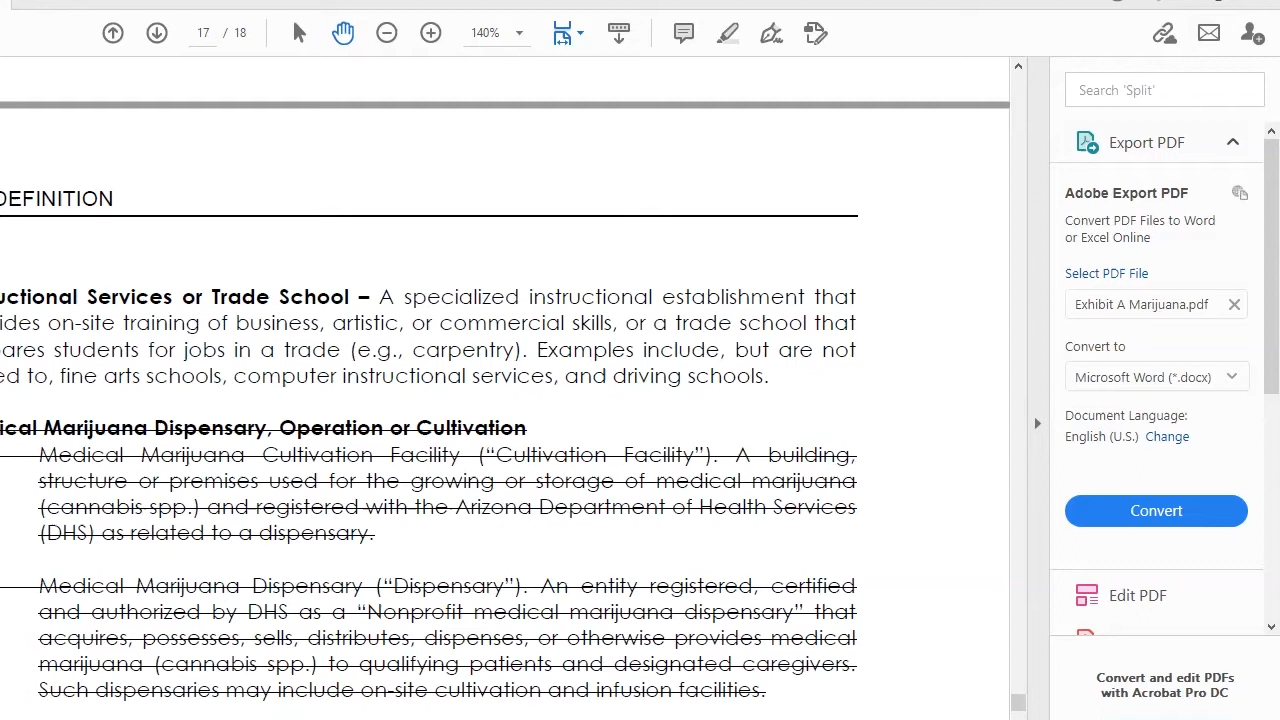 17 / 18
140%
Search 'Split'
Export PDF
Adobe Export PDF
Convert PDF Files to Word
or Excel Online
Select PDF File
Exhibit A Marijuana.pdf
Convert to
Microsoft Word (*.docx)
Document Language:
English (U.S.) Change
Convert
Edit PDF
Convert and edit PDFs
with Acrobat Pro DC
DEFINITION
uctional Services or Trade School – A specialized instructional establishment that
ides on-site training of business, artistic, or commercial skills, or a trade school that
ares students for jobs in a trade (e.g., carpentry). Examples include, but are not
ed to, fine arts schools, computer instructional services, and driving schools.
ical Marijuana Dispensary, Operation or Cultivation
Medical Marijuana Cultivation Facility (“Cultivation Facility”). A building,
structure or premises used for the growing or storage of medical marijuana
(cannabis spp.) and registered with the Arizona Department of Health Services
(DHS) as related to a dispensary.
Medical Marijuana Dispensary (“Dispensary”). An entity registered, certified
and authorized by DHS as a “Nonprofit medical marijuana dispensary” that
acquires, possesses, sells, distributes, dispenses, or otherwise provides medical
marijuana (cannabis spp.) to qualifying patients and designated caregivers.
Such dispensaries may include on-site cultivation and infusion facilities.